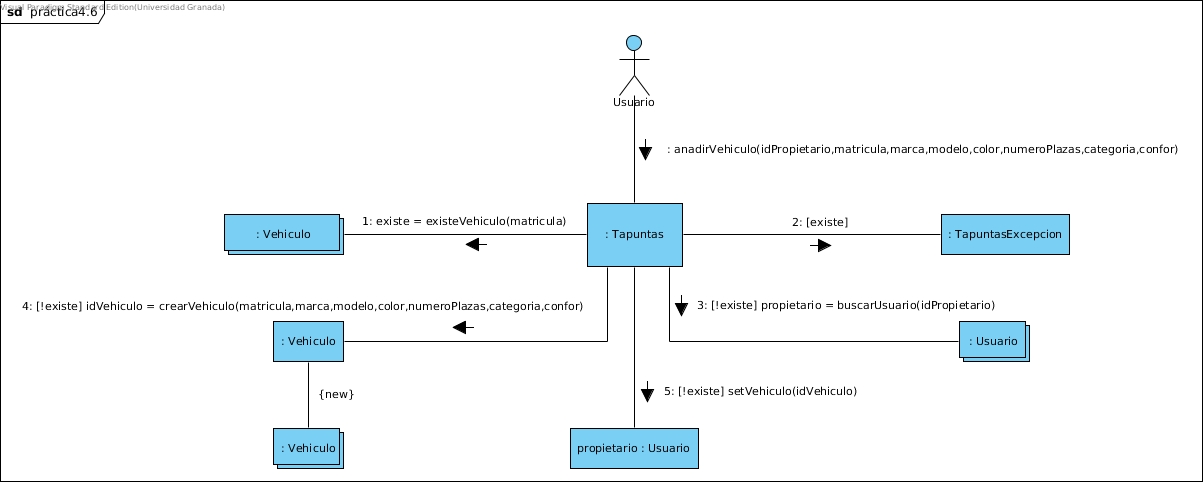 Visual Paradigm Standard Edition(Universidad Granada)
sd practica4.6
Usuario
: anadirVehiculo(idPropietario,matricula,marca,modelo,color,numeroPlazas,categoria,confor)
1: existe = existeVehiculo(matricula)
2: [existe]
: Vehiculo
: Tapuntas
: TapuntasExcepcion
4: [!existe] idVehiculo = crearVehiculo(matricula,marca,modelo,color,numeroPlazas,categoria,confor)
3: [!existe] propietario = buscarUsuario(idPropietario)
: Vehiculo
: Usuario
{new}
5: [!existe] setVehiculo(idVehiculo)
: Vehiculo
propietario : Usuario